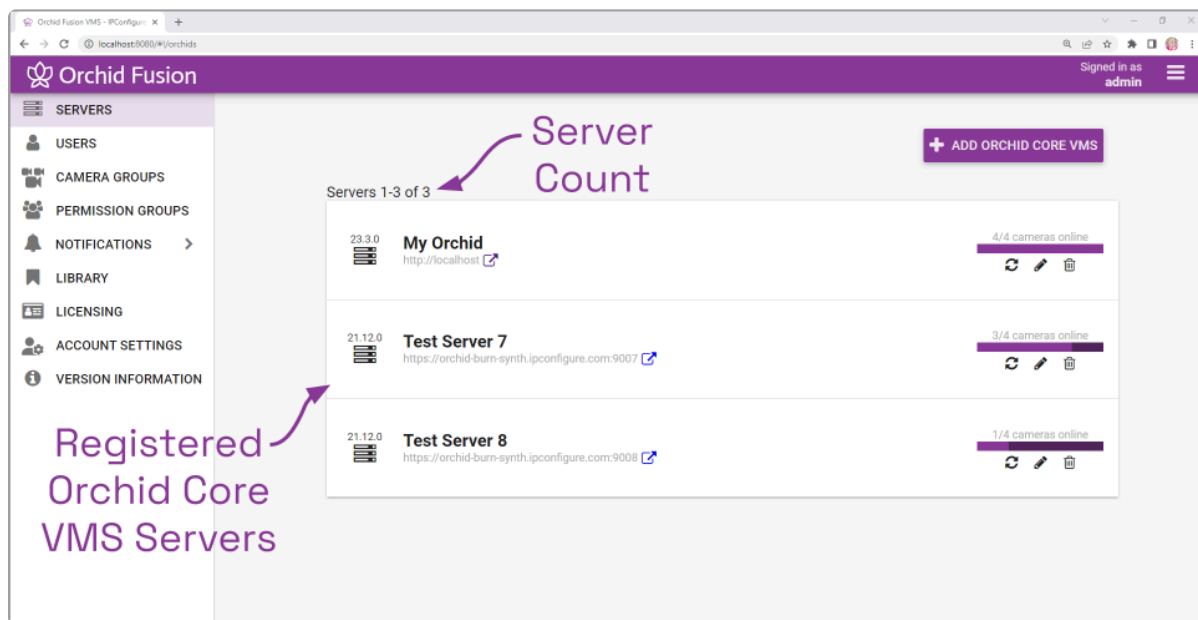 Orchid Fusion VMS - IPConfigure
localhost:8080/#!/orchids
Orchid Fusion
Signed in as
admin
SERVERS
USERS
CAMERA GROUPS
PERMISSION GROUPS
NOTIFICATIONS
LIBRARY
LICENSING
ACCOUNT SETTINGS
VERSION INFORMATION
Server
Count
ADD ORCHID CORE VMS
Servers 1-3 of 3
23.3.0
My Orchid
http://localhost
4/4 cameras online
21.12.0
Test Server 7
https://orchid-burn-synth.ipconfigure.com:9007
3/4 cameras online
21.12.0
Test Server 8
https://orchid-burn-synth.ipconfigure.com:9008
1/4 cameras online
Registered
Orchid Core
VMS Servers